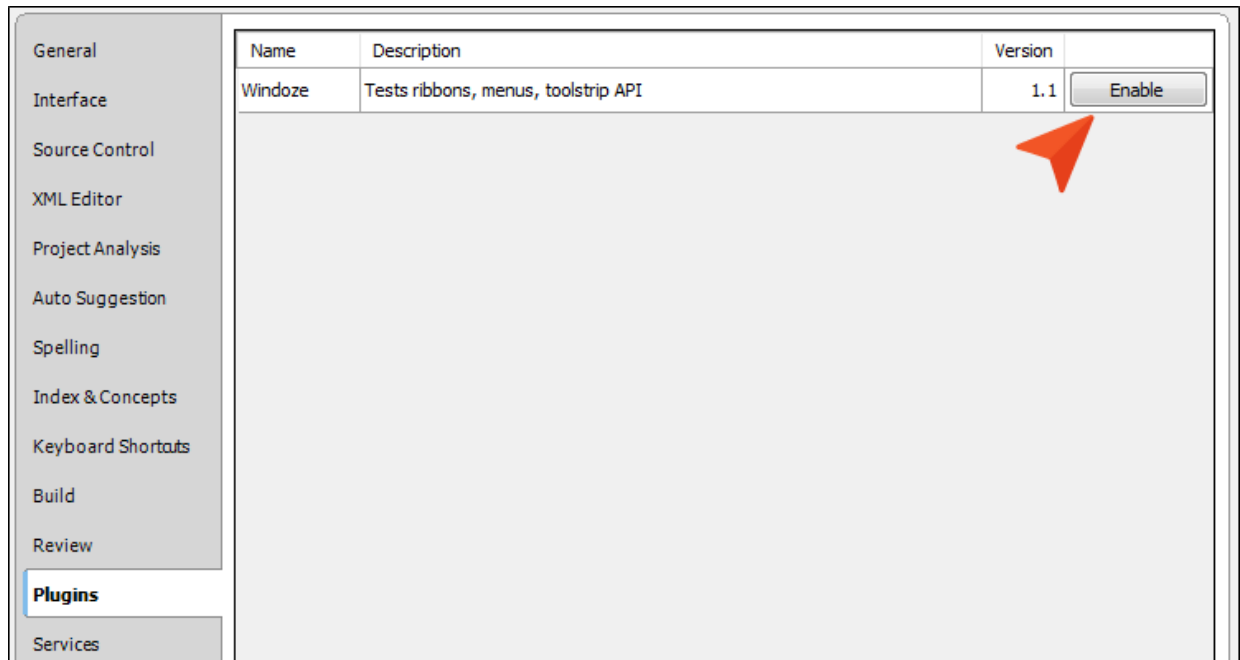 General
Interface
Source Control
XML Editor
Project Analysis
Auto Suggestion
Spelling
Index & Concepts
Keyboard Shortcuts
Build
Review
Plugins
Services
Name Description Version
Windoze Tests ribbons, menus, toolstrip API 1.1 Enable